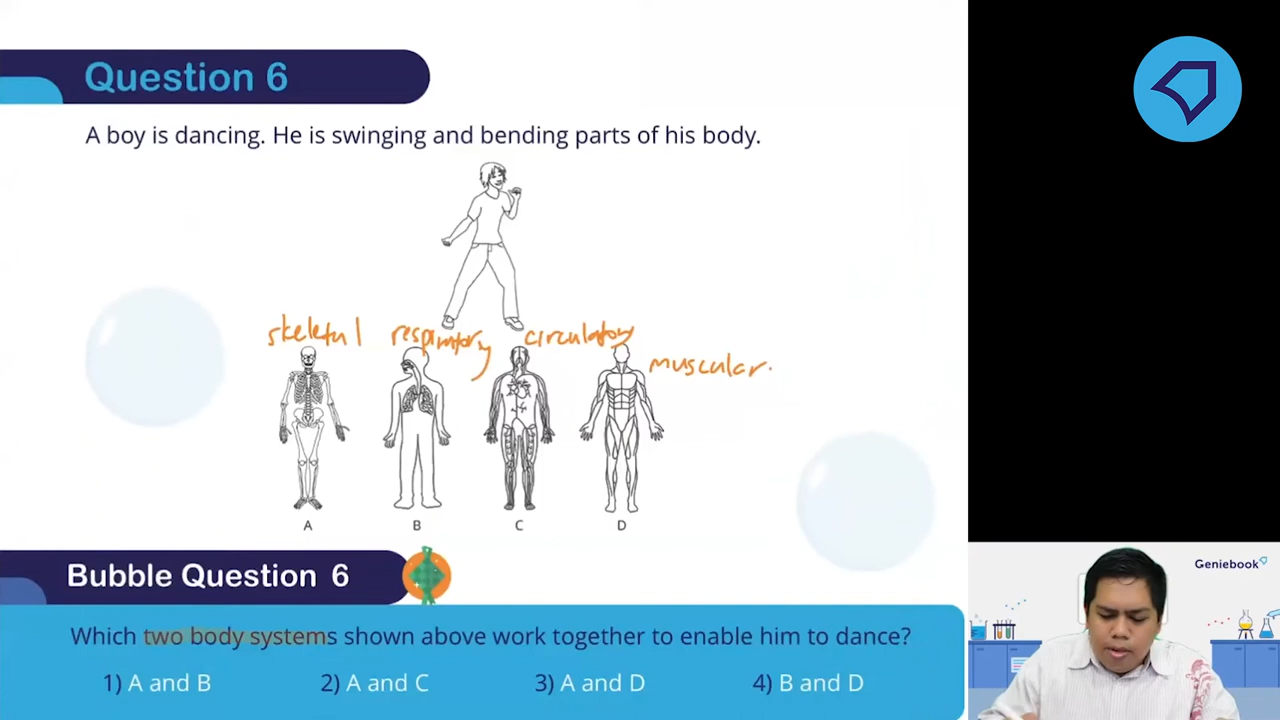 Question 6
A boy is dancing. He is swinging and bending parts of his body.
skeletal respiratory circulatory
muscular.
A B C D
Bubble Question 6
Geniebook
Which two body systems shown above work together to enable him to dance?
1) A and B 2) A and C 3) A and D 4) B and D